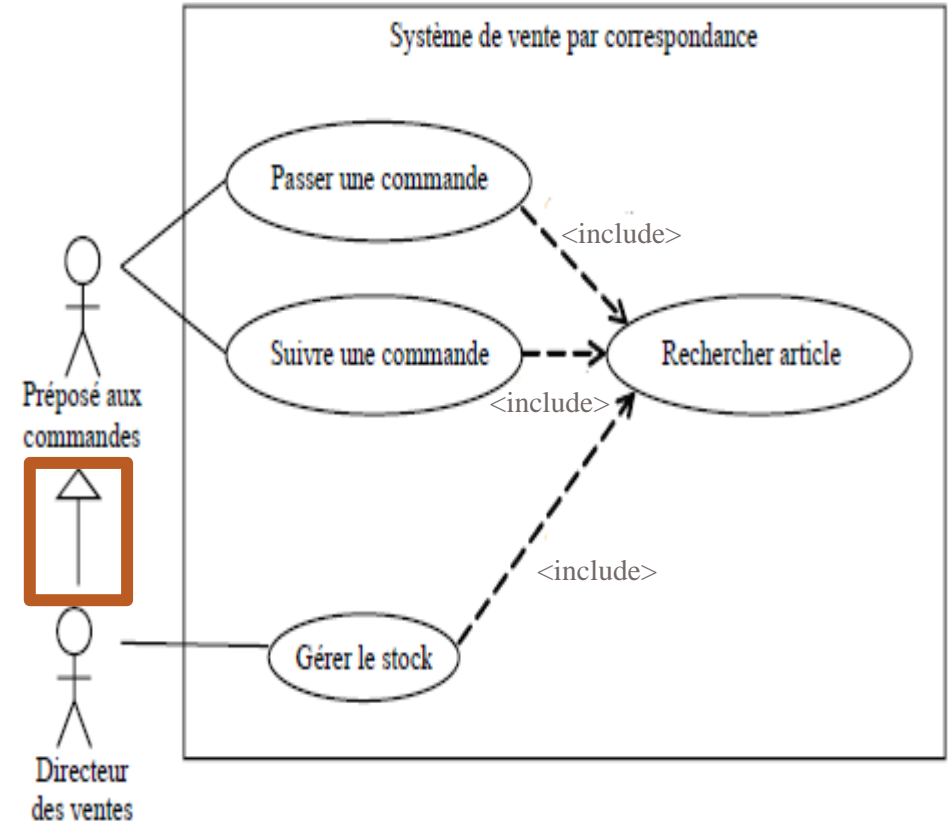 Système de vente par correspondance
Passer une commande
<include>
Suivre une commande
Rechercher article
<include>
Préposé aux
commandes
<include>
Gérer le stock
Directeur
des ventes